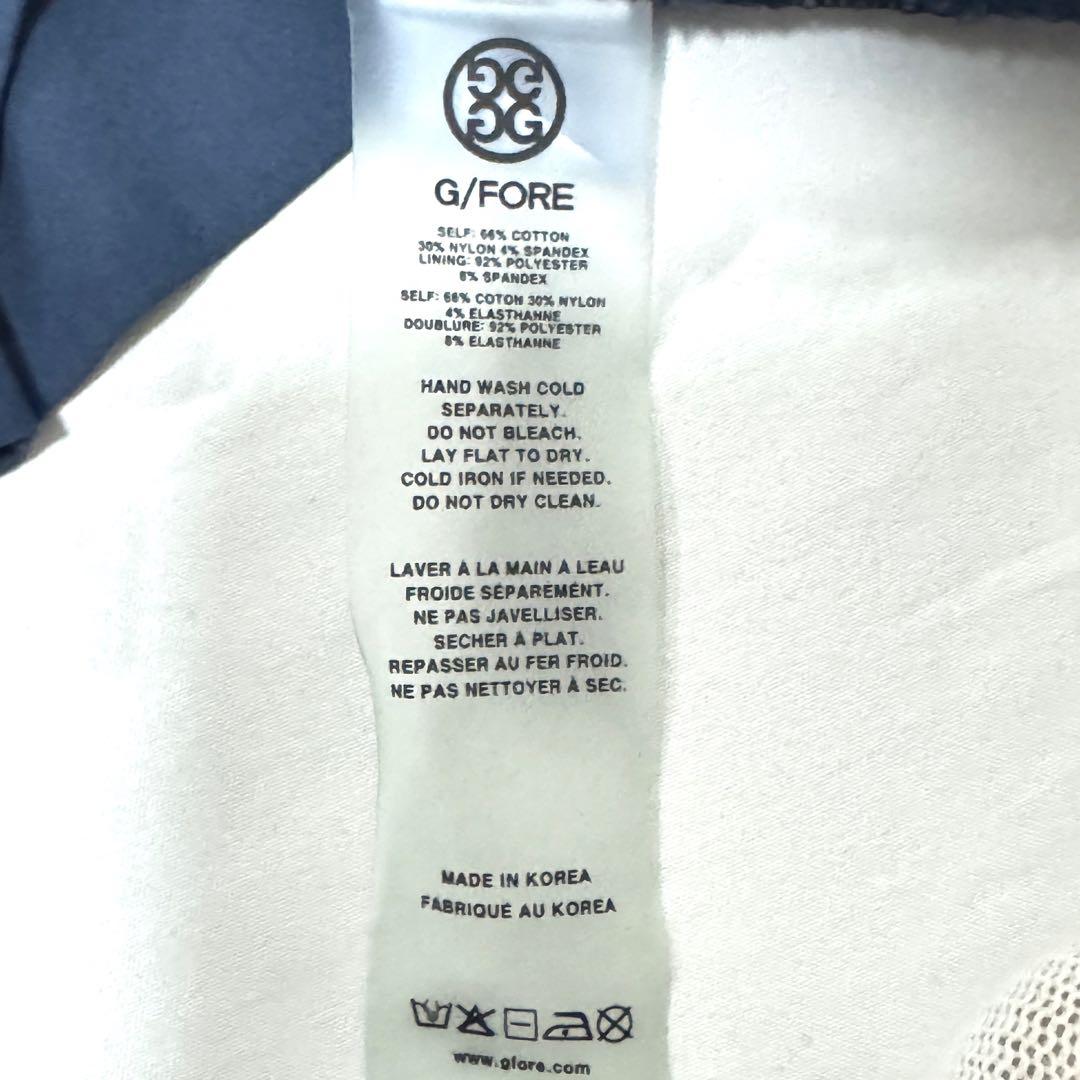 G/FORE
SELF: 66% COTTON
30% NYLON 4% SPANDEX
LINING: 92% POLYESTER
8% SPANDEX
SELF: 66% COTON 30% NYLON
4% ELASTHANNE
DOUBLURE: 92% POLYESTER
8% ELASTHANNE
HAND WASH COLD
SEPARATELY.
DO NOT BLEACH.
LAY FLAT TO DRY.
COLD IRON IF NEEDED.
DO NOT DRY CLEAN.
LAVER À LA MAIN À LEAU
FROIDE SÉPARÉMENT.
NE PAS JAVELLISER.
SECHER À PLAT.
REPASSER AU FER FROID.
NE PAS NETTOYER À SEC.
MADE IN KOREA
FABRIQUÉ AU KOREA
www.gfore.com